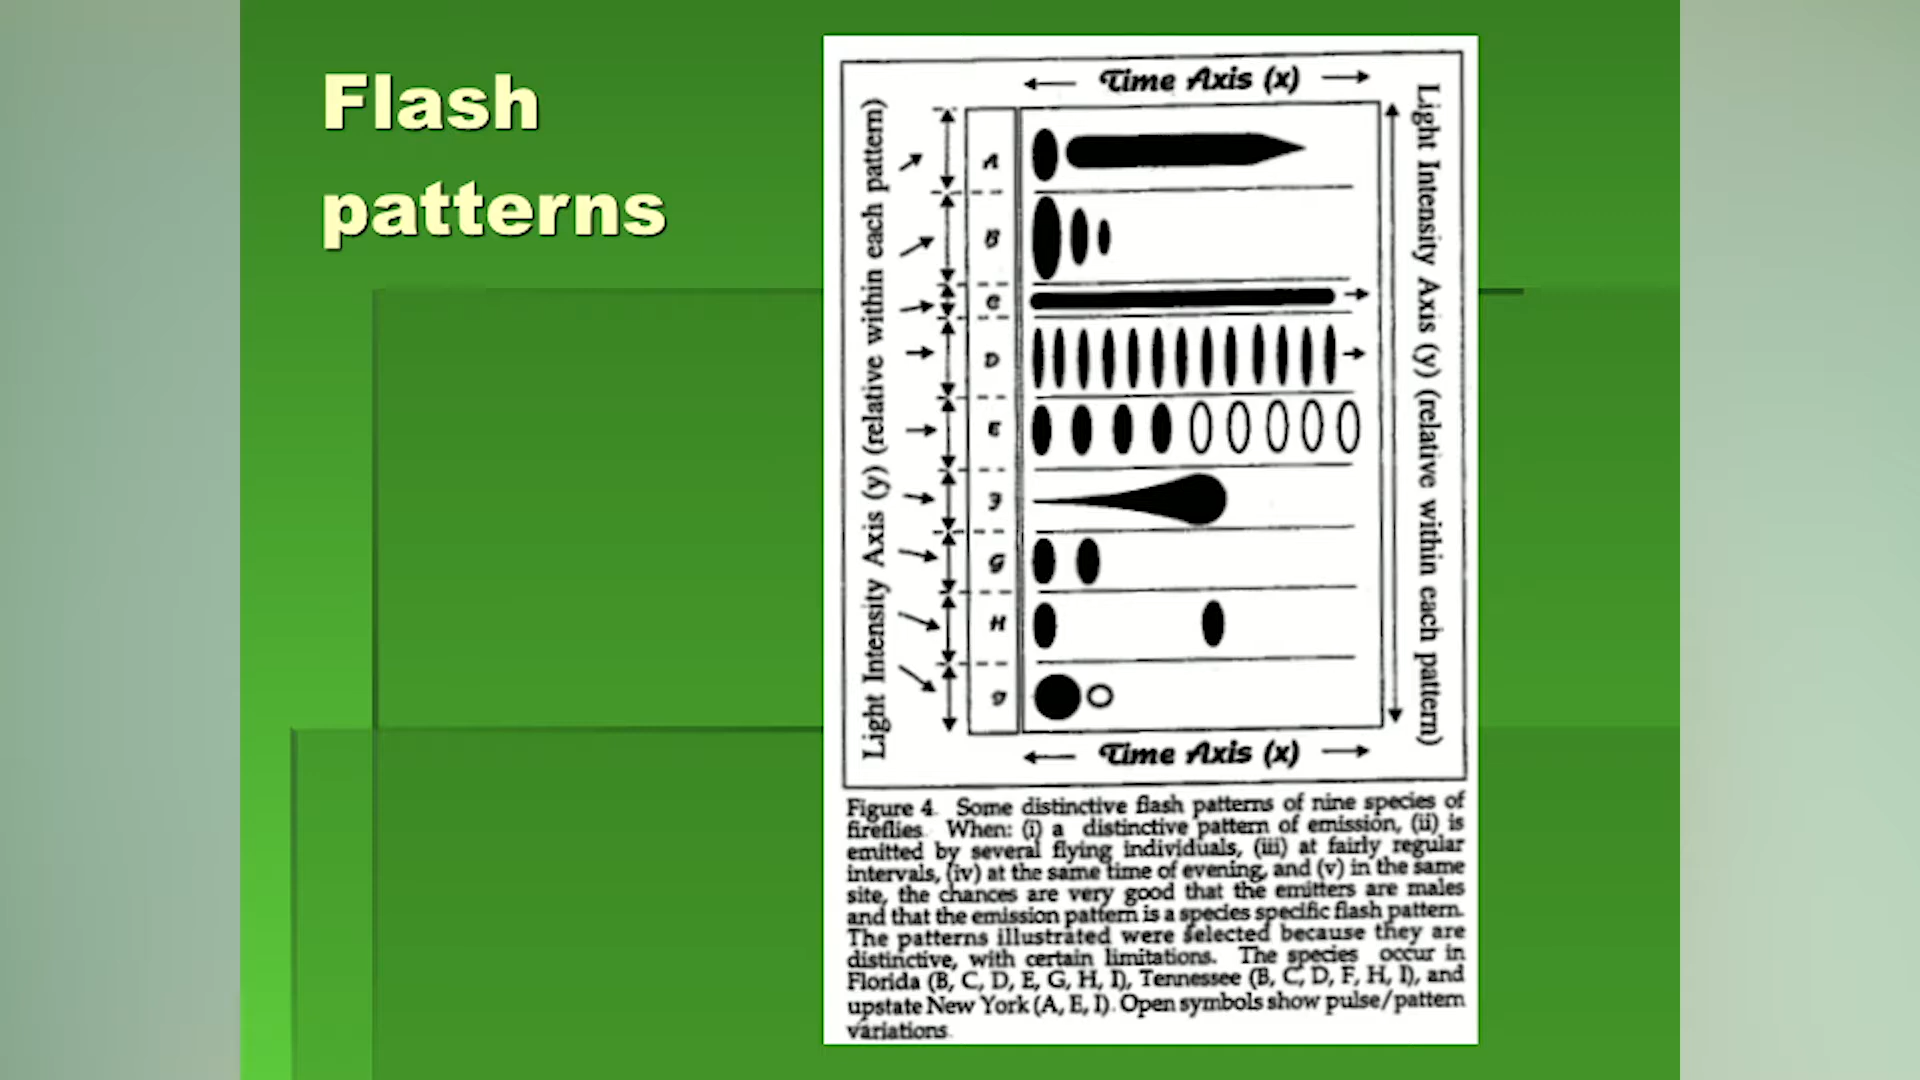 Flash
patterns
← Time Axis (x) →
Light Intensity Axis (y) (relative within each pattern)
A
B
C
D
E
F
G
H
I
Light Intensity Axis (y) (relative within each pattern)
← Time Axis (x) →
Figure 4. Some distinctive flash patterns of nine species of
fireflies. When: (i) a distinctive pattern of emission, (ii) is
emitted by several flying individuals, (iii) at fairly regular
intervals, (iv) at the same time of evening, and (v) in the same
site, the chances are very good that the emitters are males
and that the emission pattern is a species specific flash pattern.
The patterns illustrated were selected because they are
distinctive, with certain limitations. The species occur in
Florida (B, C, D, E, G, H, I), Tennessee (B, C, D, F, H, I), and
upstate New York (A, E, I). Open symbols show pulse/pattern
variations.